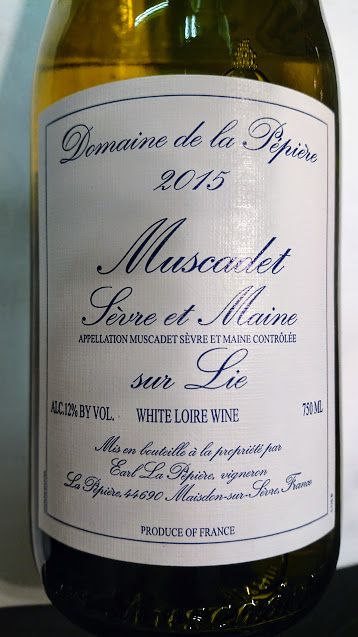 Domaine de la Pépière
2015
Muscadet
Sèvre et Maine
APPELLATION MUSCADET SÈVRE ET MAINE CONTRÔLÉE
sur Lie
ALC.12% BY VOL. WHITE LOIRE WINE 750 ML
Mis en bouteille à la propriété par
Earl La Pépière, vigneron
La Pépière, 44690 Maisdon-sur-Sèvre, France
PRODUCE OF FRANCE